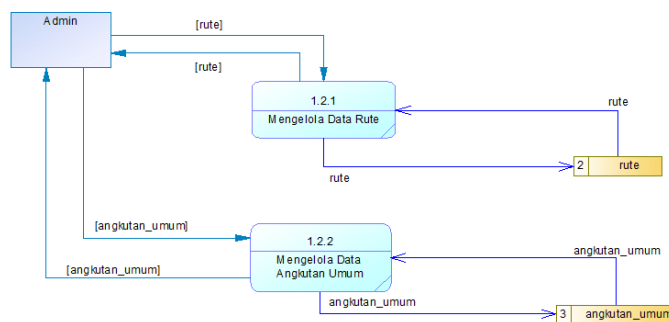 Admin
[rute]
[rute]
1.2.1
Mengelola Data Rute
rute
rute
2 rute
[angkutan_umum]
[angkutan_umum]
1.2.2
Mengelola Data
Angkutan Umum
angkutan_umum
angkutan_umum
3 angkutan_umum